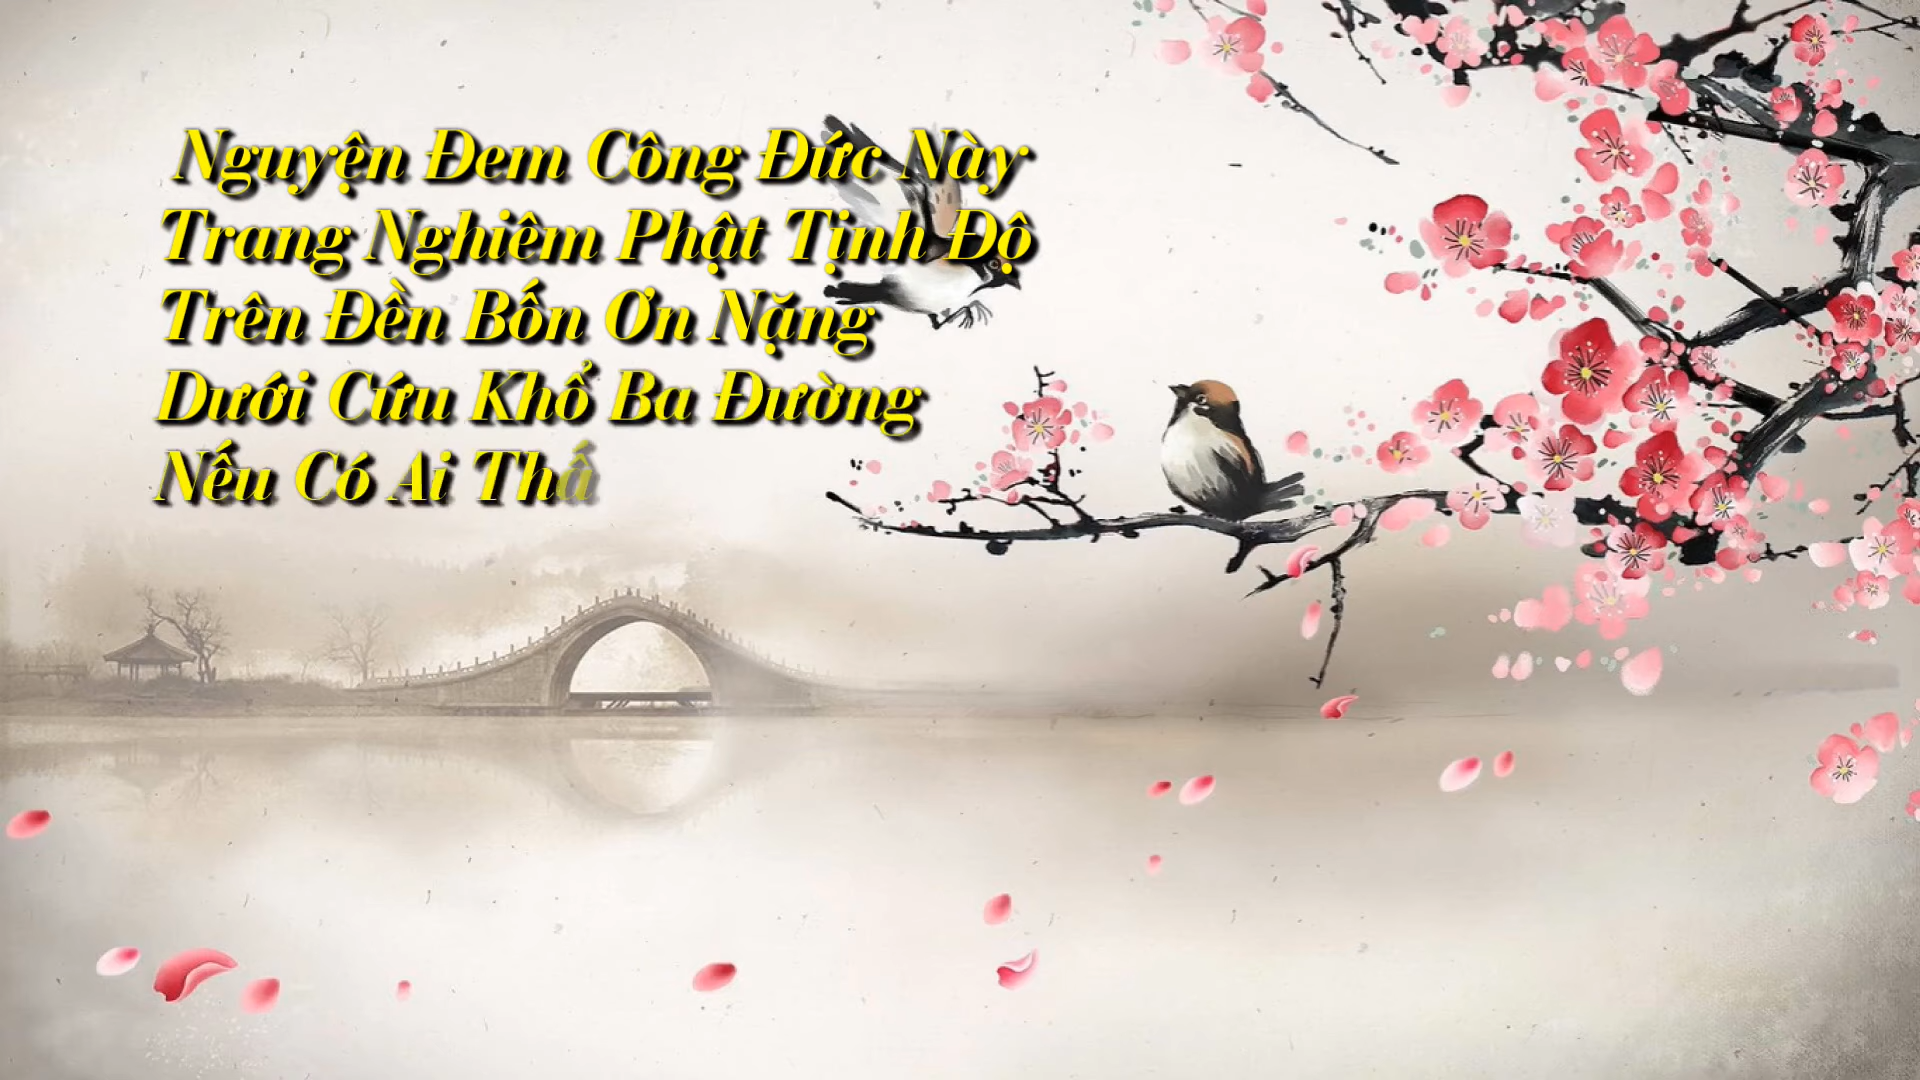 Nguyện Đem Công Đức Này
Trang Nghiêm Phật Tịnh Độ
Trên Đền Bốn Ơn Nặng
Dưới Cứu Khổ Ba Đường
Nếu Có Ai Thấ